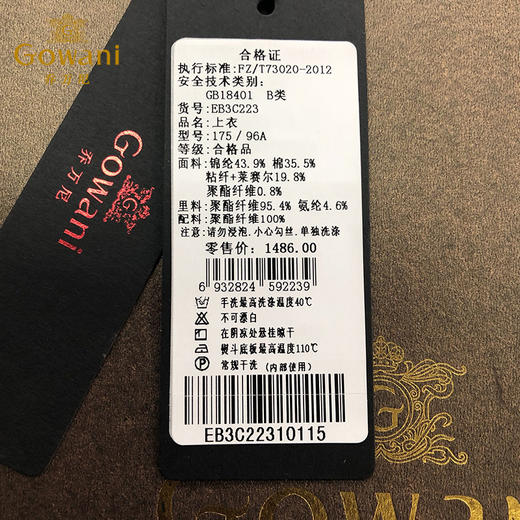 Gowani
乔万尼
Gowani
乔万尼
合格证
执行标准:FZ/T73020-2012
安全技术类别:
GB18401 B类
货号:EB3C223
品名:上衣
型号:175/96A
等级:合格品
面料:锦纶43.9% 棉35.5%
粘纤+莱赛尔19.8%
聚酯纤维0.8%
里料:聚酯纤维95.4% 氨纶4.6%
配料:聚酯纤维100%
注意:请勿浸泡.小心勾丝.单独洗涤
零售价:1486.00
6 932824 592239
手洗最高洗涤温度40℃
不可漂白
在阴凉处悬挂晾干
熨斗底板最高温度110℃
常规干洗 (内部使用)
EB3C22310115
G
Gowani